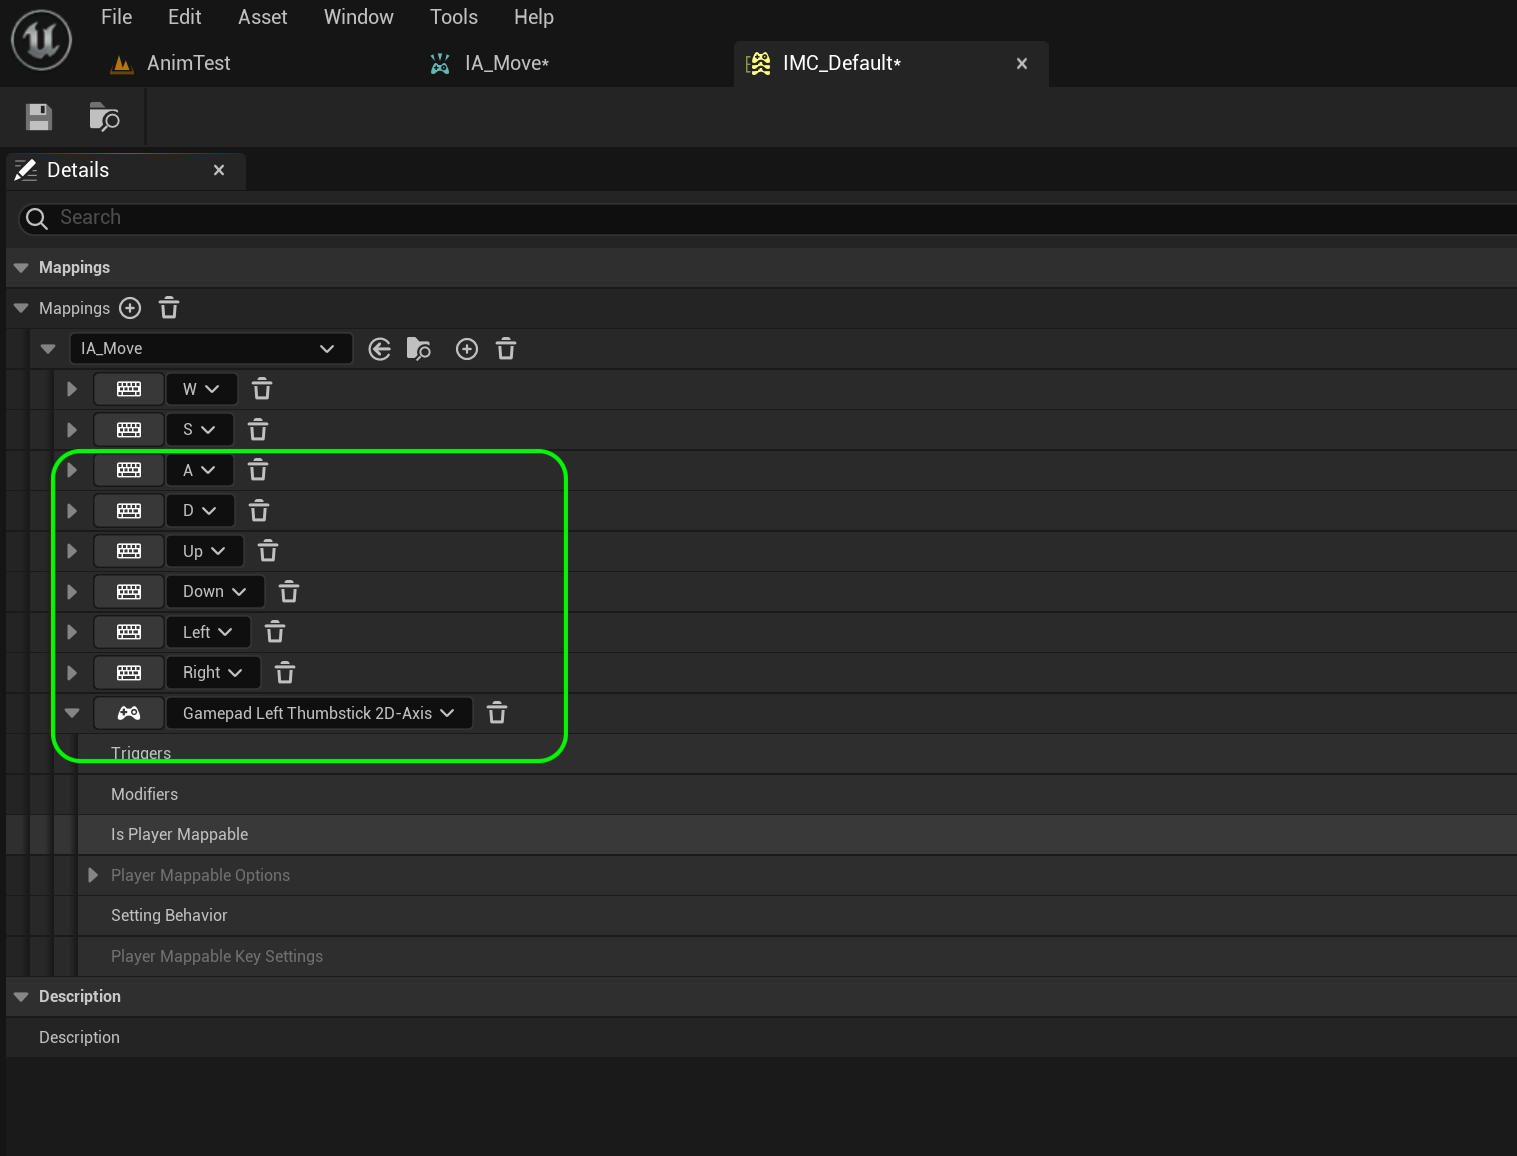 File Edit Asset Window Tools Help
AnimTest IA_Move* IMC_Default*
Details
Search
Mappings
Mappings
IA_Move
W
S
A
D
Up
Down
Left
Right
Gamepad Left Thumbstick 2D-Axis
Triggers
Modifiers
Is Player Mappable
Player Mappable Options
Setting Behavior
Player Mappable Key Settings
Description
Description